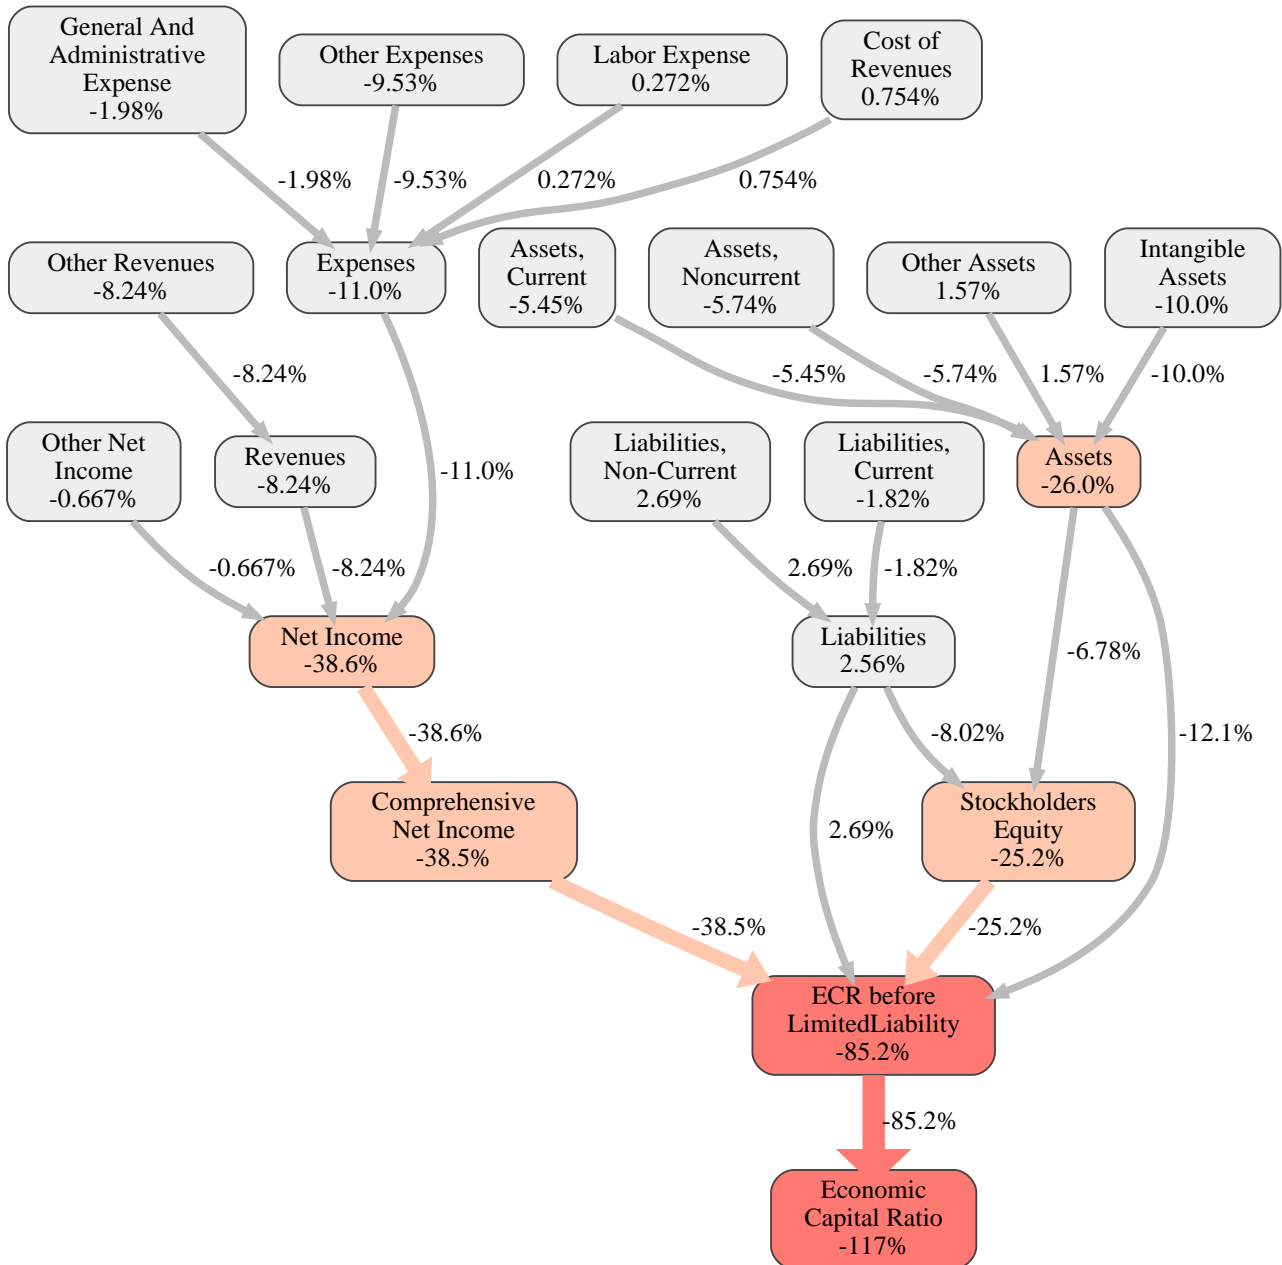 General And
Administrative
Expense
-1.98%
Other Expenses
-9.53%
Labor Expense
0.272%
Cost of
Revenues
0.754%
-1.98%
-9.53%
0.272%
0.754%
Other Revenues
-8.24%
Expenses
-11.0%
Assets,
Current
-5.45%
Assets,
Noncurrent
-5.74%
Other Assets
1.57%
Intangible
Assets
-10.0%
-8.24%
-5.45%
-5.74%
1.57%
-10.0%
Other Net
Income
-0.667%
Revenues
-8.24%
-11.0%
Liabilities,
Non-Current
2.69%
Liabilities,
Current
-1.82%
Assets
-26.0%
-0.667%
-8.24%
2.69%
-1.82%
Net Income
-38.6%
Liabilities
2.56%
-6.78%
-38.6%
-8.02%
-12.1%
Comprehensive
Net Income
-38.5%
2.69%
Stockholders
Equity
-25.2%
-38.5%
-25.2%
ECR before
LimitedLiability
-85.2%
-85.2%
Economic
Capital Ratio
-117%